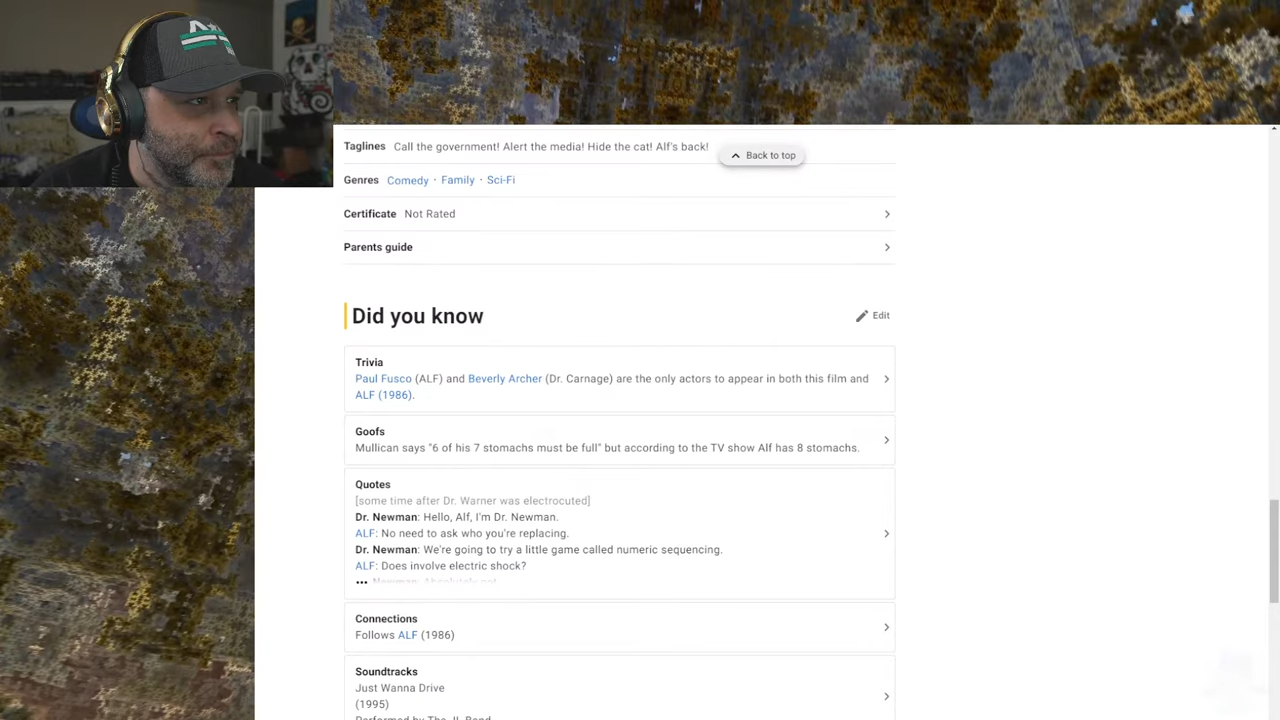 Taglines Call the government! Alert the media! Hide the cat! Alf's back!
Back to top
Genres Comedy · Family · Sci-Fi
Certificate Not Rated
Parents guide
Did you know
Edit
Trivia
Paul Fusco (ALF) and Beverly Archer (Dr. Carnage) are the only actors to appear in both this film and
ALF (1986).
Goofs
Mullican says "6 of his 7 stomachs must be full" but according to the TV show Alf has 8 stomachs.
Quotes
[some time after Dr. Warner was electrocuted]
Dr. Newman: Hello, Alf, I'm Dr. Newman.
ALF: No need to ask who you're replacing.
Dr. Newman: We're going to try a little game called numeric sequencing.
ALF: Does involve electric shock?
... Newman: Absolutely not.
Connections
Follows ALF (1986)
Soundtracks
Just Wanna Drive
(1995)
Performed by The